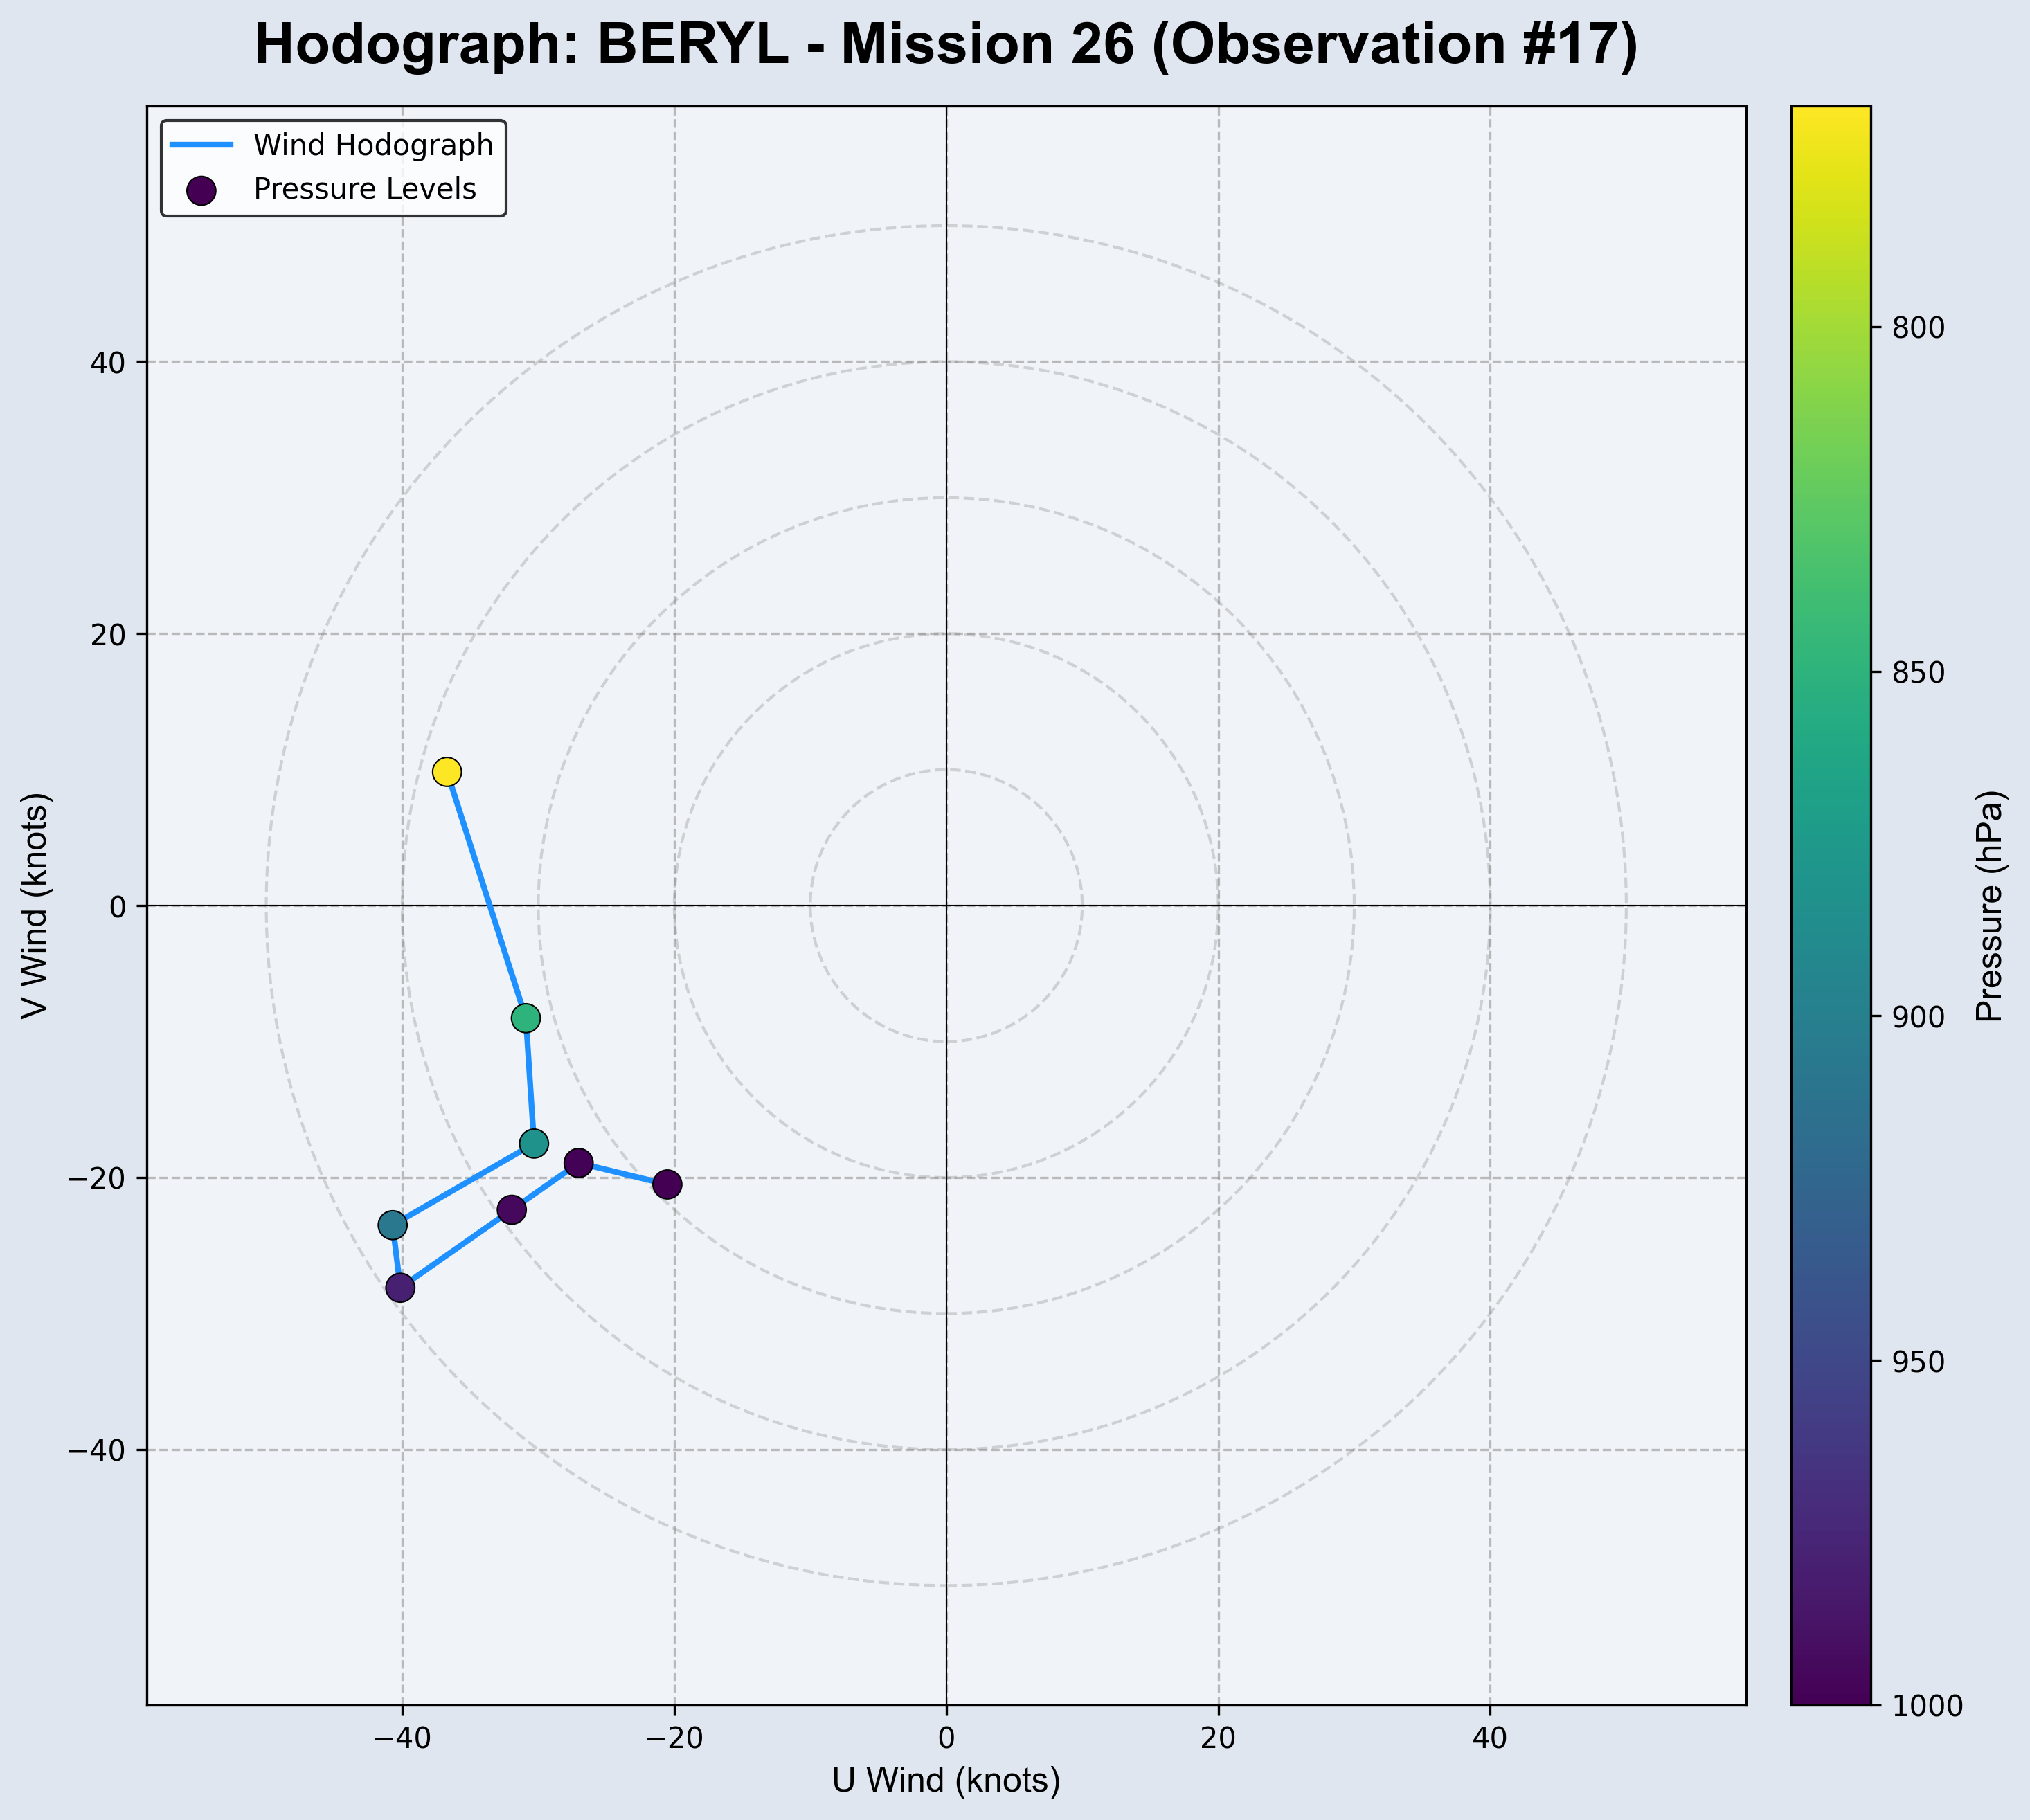 Hodograph: BERYL - Mission 26 (Observation #17)
Wind Hodograph
Pressure Levels
40
20
0
−20
−40
V Wind (knots)
−40
−20
0
20
40
U Wind (knots)
800
850
900
950
1000
Pressure (hPa)